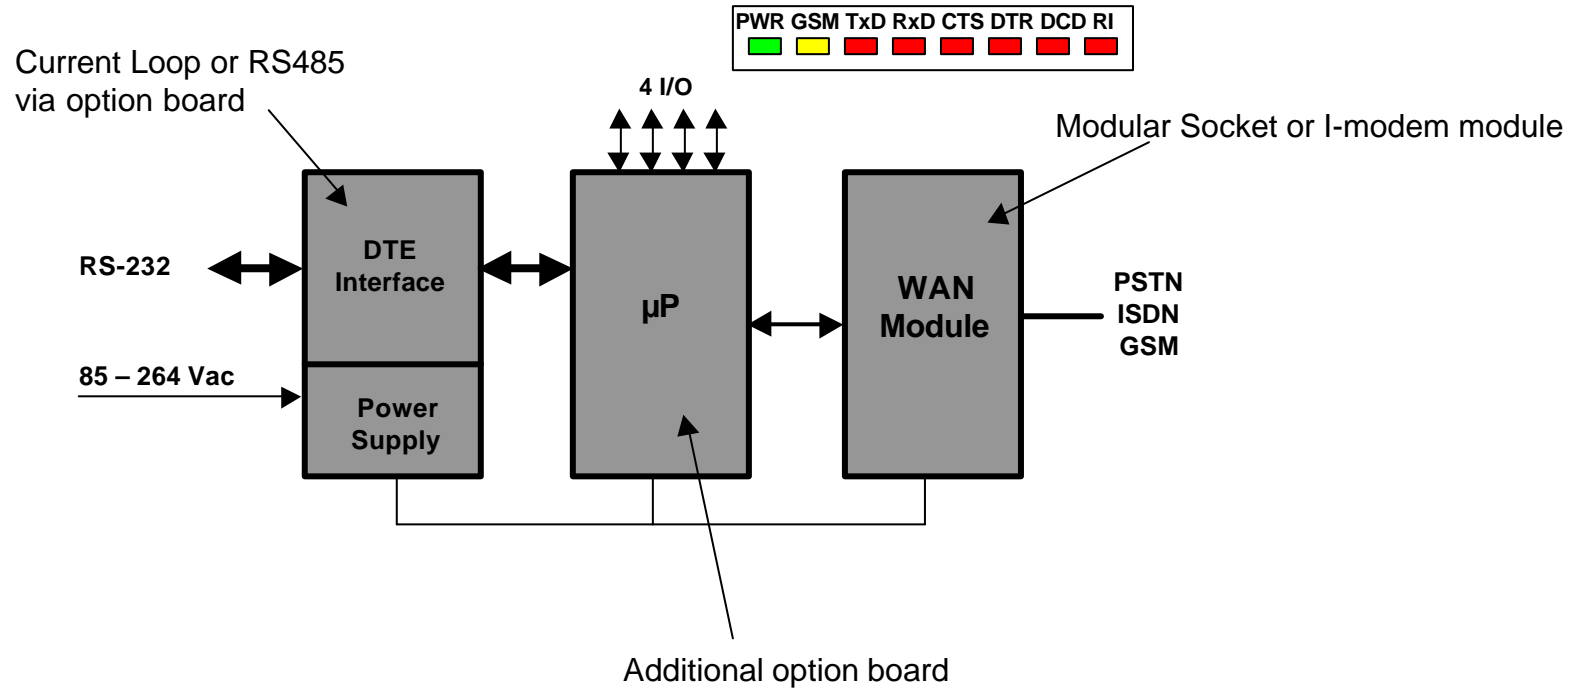 PWR GSM TxD RxD CTS DTR DCD RI
Current Loop or RS485
via option board
4 I/O
Modular Socket or I-modem module
RS-232
DTE
Interface
µP
WAN
Module
PSTN
ISDN
GSM
85 – 264 Vac
Power
Supply
Additional option board